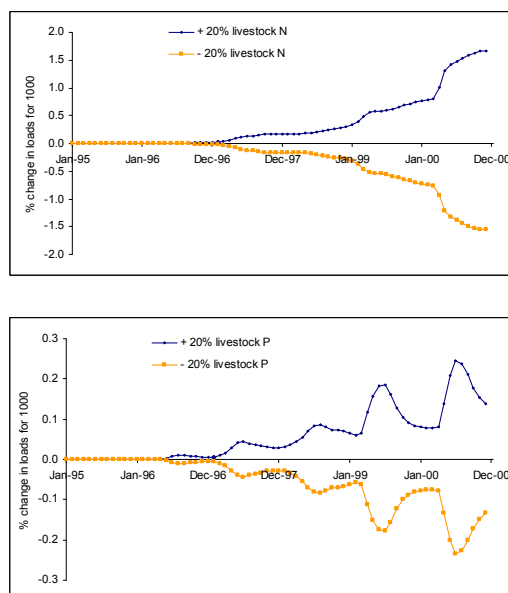 % change in loads for 1000
2.0
1.5
1.0
0.5
0.0
-0.5
-1.0
-1.5
-2.0
+ 20% livestock N
- 20% livestock N
Jan-95
Jan-96
Dec-96
Dec-97
Jan-99
Jan-00
Dec-00
% change in loads for 1000
0.3
0.2
0.1
0.0
-0.1
-0.2
-0.3
+ 20% livestock P
- 20% livestock P
Jan-95
Jan-96
Dec-96
Dec-97
Jan-99
Jan-00
Dec-00